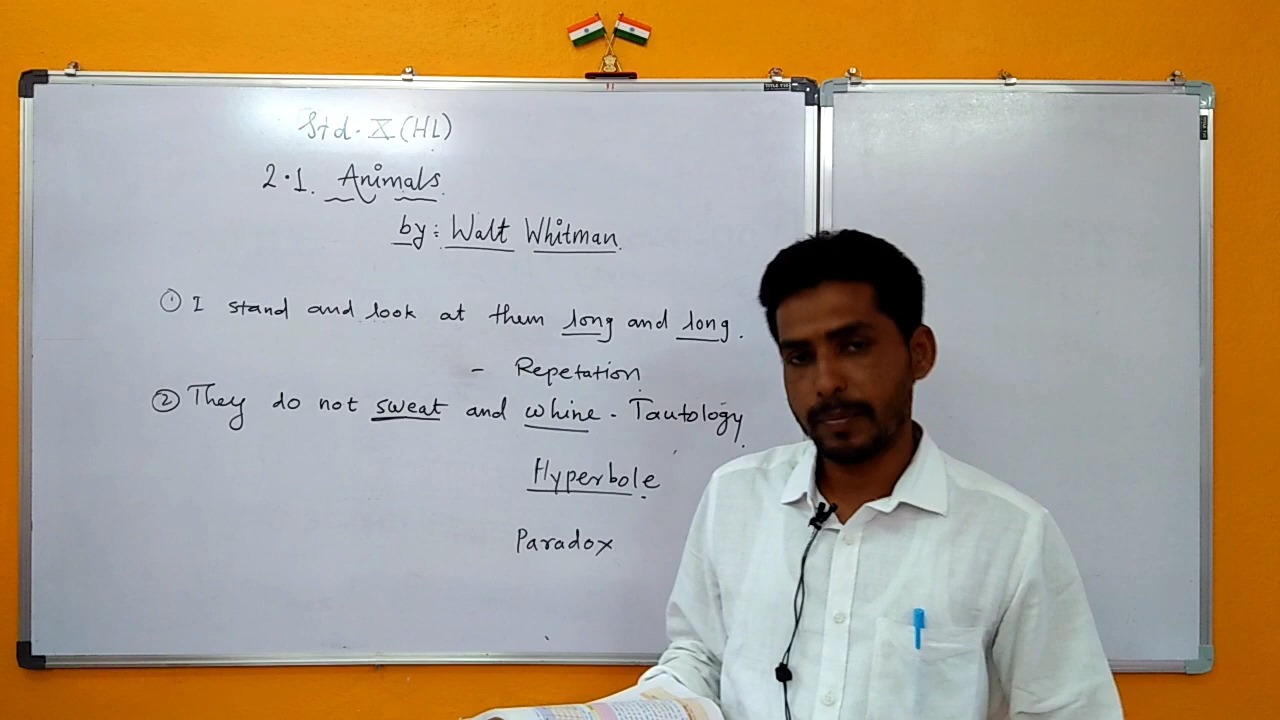 Std. X (HL)
2.1. Animals.
by: Walt Whitman.
① I stand and look at them long and long.
- Repetation.
② They do not sweat and whine - Tautology.
Hyperbole.
Paradox